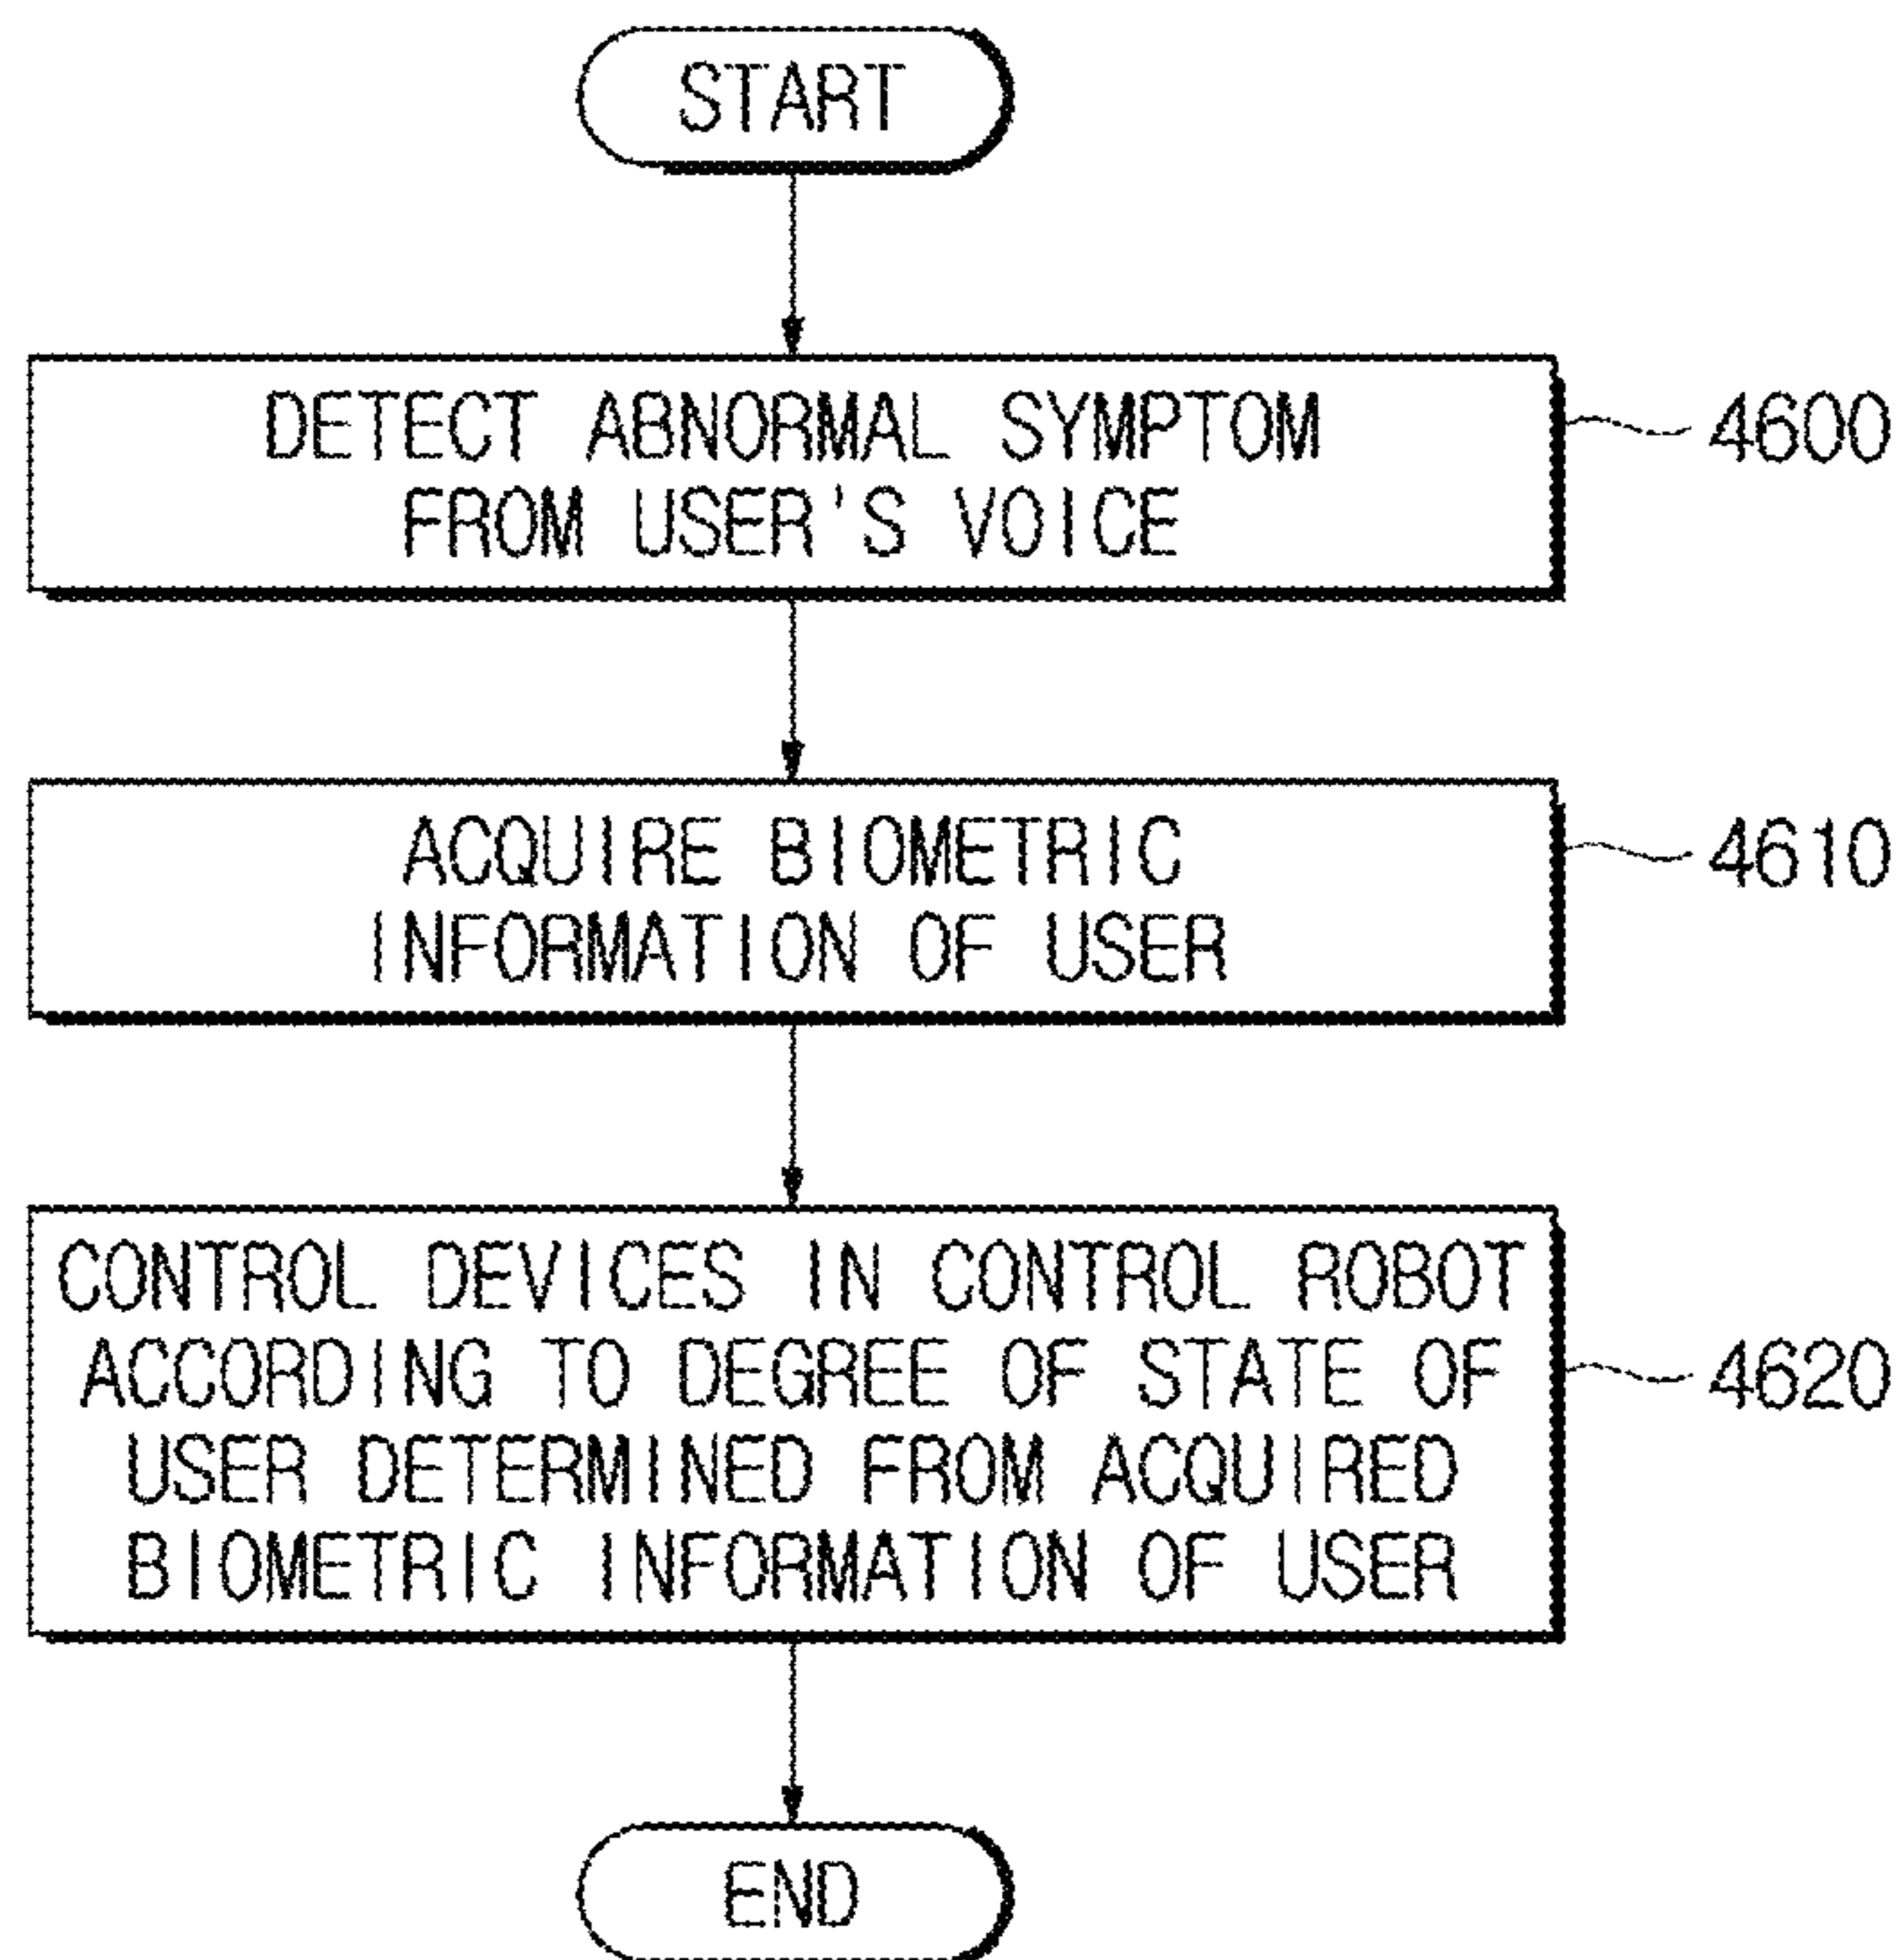 START
DETECT ABNORMAL SYMPTOM
FROM USER'S VOICE
4600
ACQUIRE BIOMETRIC
INFORMATION OF USER
4610
CONTROL DEVICES IN CONTROL ROBOT
ACCORDING TO DEGREE OF STATE OF
USER DETERMINED FROM ACQUIRED
BIOMETRIC INFORMATION OF USER
4620
END